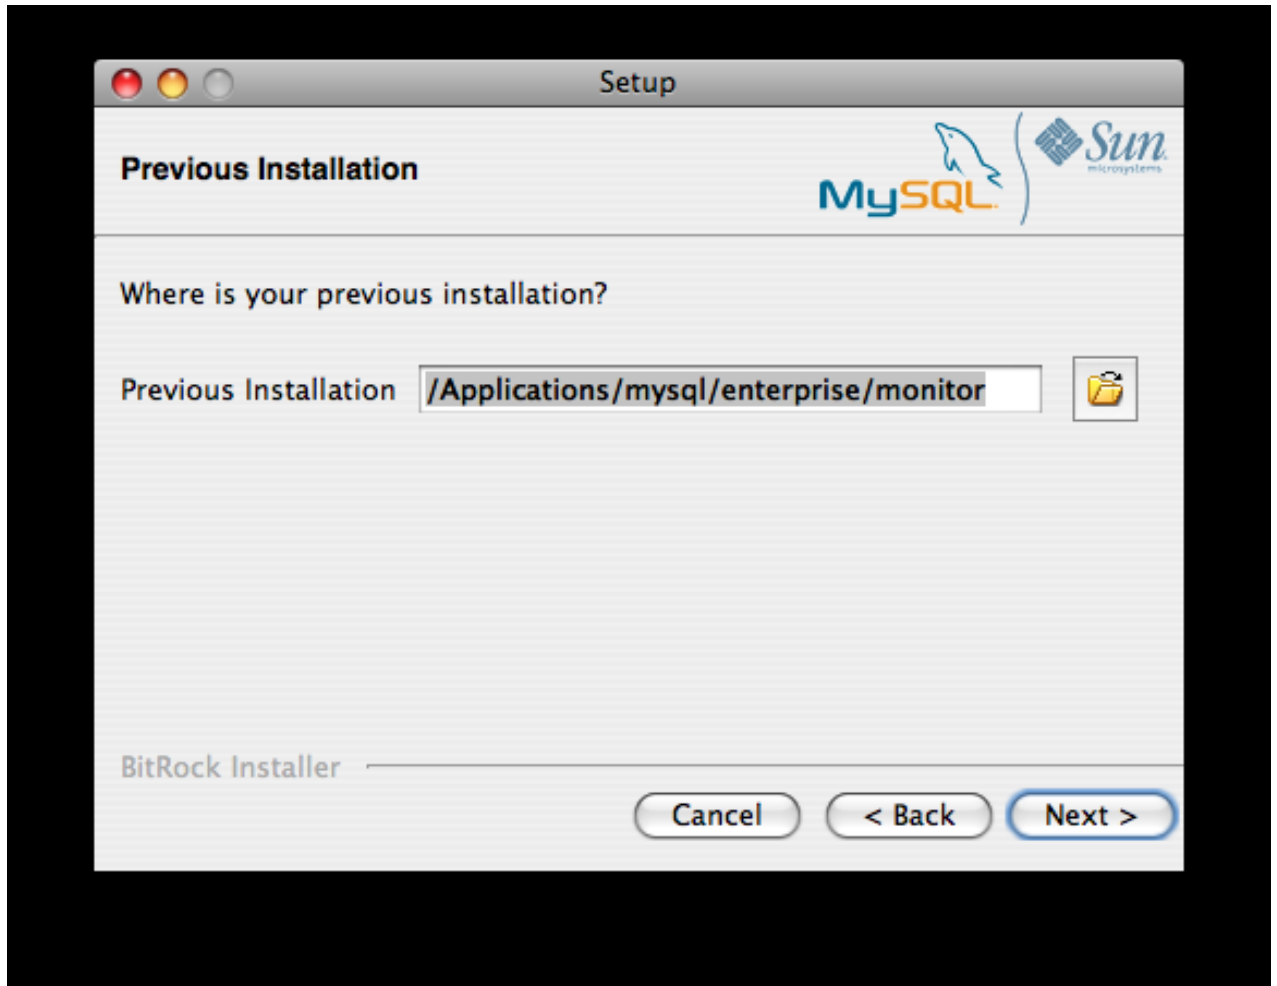 Setup
Previous Installation
MySQL
Sun
microsystems
Where is your previous installation?
Previous Installation /Applications/mysql/enterprise/monitor
BitRock Installer
Cancel < Back Next >